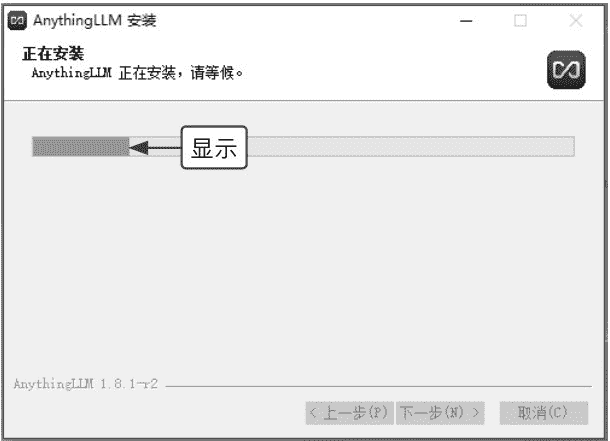 AnythingLLM 安装
正在安装
AnythingLLM 正在安装，请等候。
显示
AnythingLLM 1.8.1-r2
< 上一步(P) 下一步(N) > 取消(C)